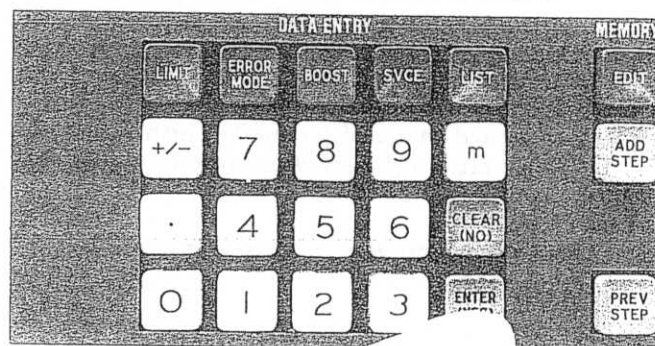 DATA ENTRY MEMORY
LIMIT ERROR MODE BOOST SVCE LIST EDIT
+/- 7 8 9 m ADD STEP
. 4 5 6 CLEAR (NO)
0 1 2 3 ENTER PREV STEP